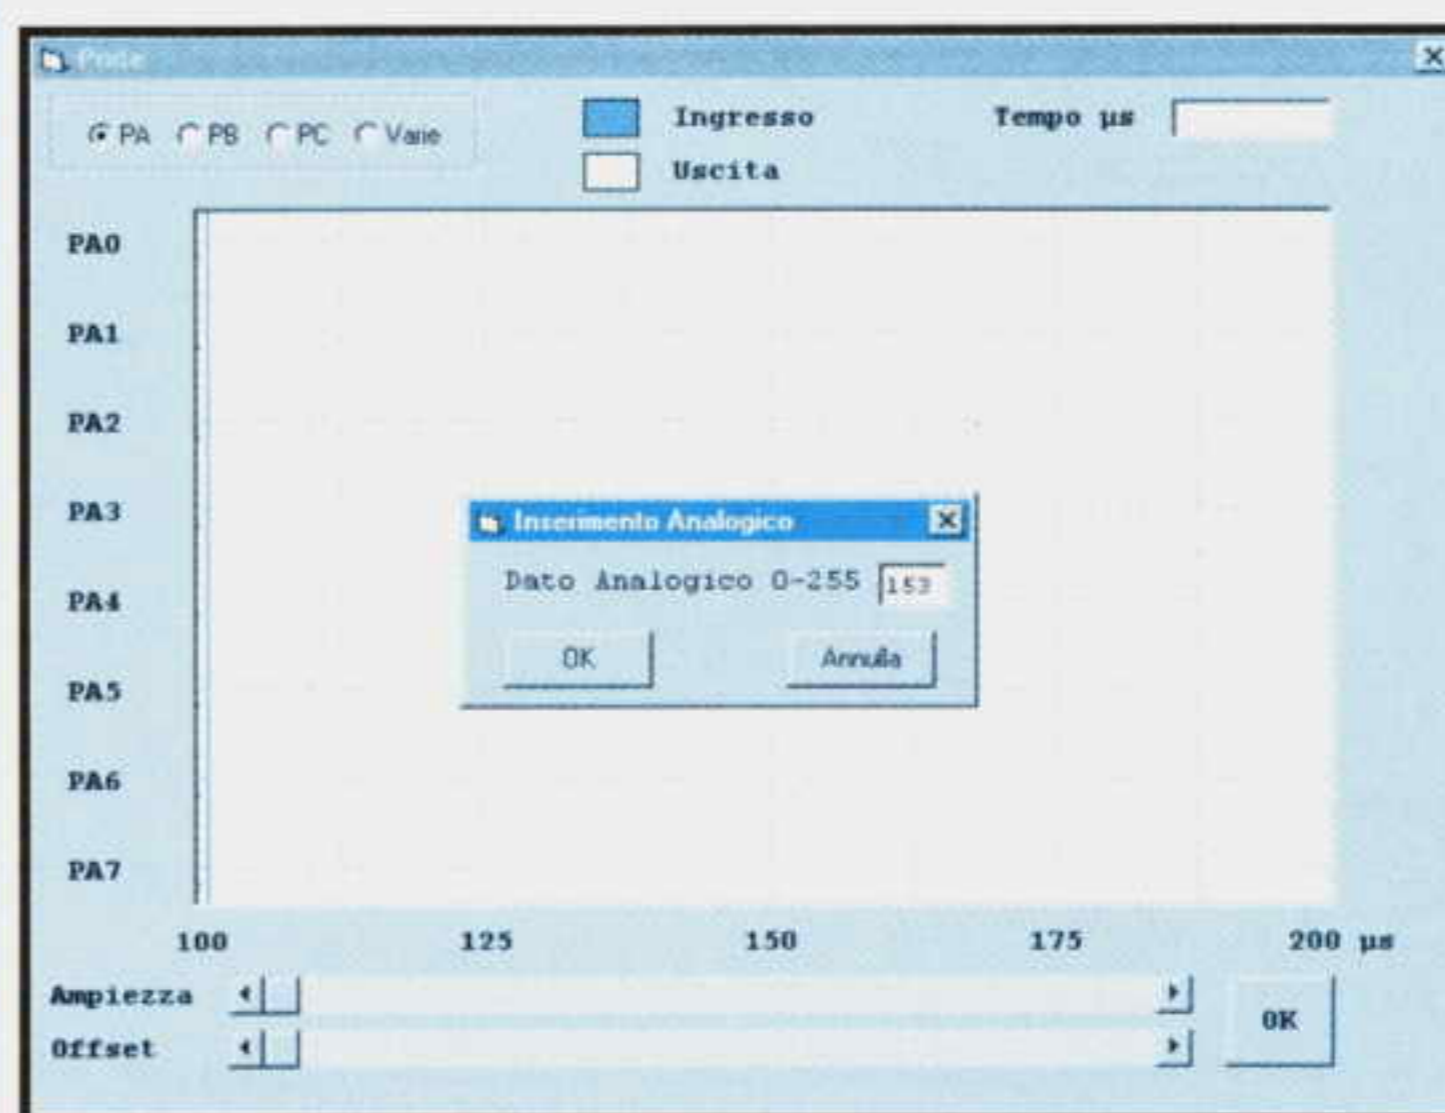 Porte
PA PB PC Varie
Ingresso
Uscita
Tempo µs
PA0
PA1
PA2
PA3
PA4
PA5
PA6
PA7
Inserimento Analogico
Dato Analogico 0-255 153
OK Annulla
100 125 150 175 200 µs
Ampiezza
Offset
OK